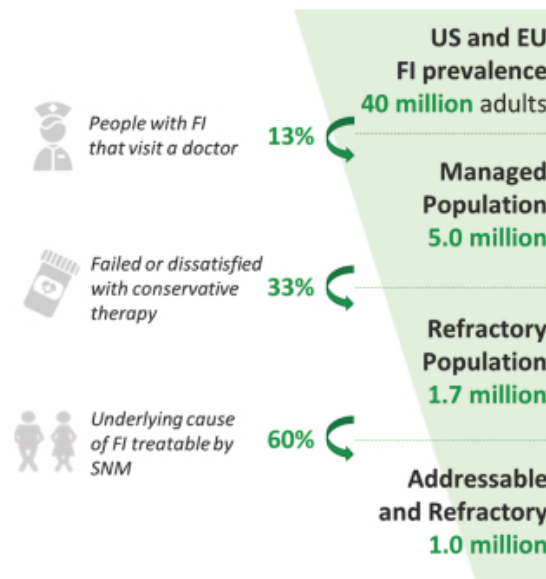 US and EU
FI prevalence
40 million adults
People with FI
that visit a doctor
13%
Managed
Population
5.0 million
Failed or dissatisfied
with conservative
therapy
33%
Refractory
Population
1.7 million
Underlying cause
of FI treatable by
SNM
60%
Addressable
and Refractory
1.0 million